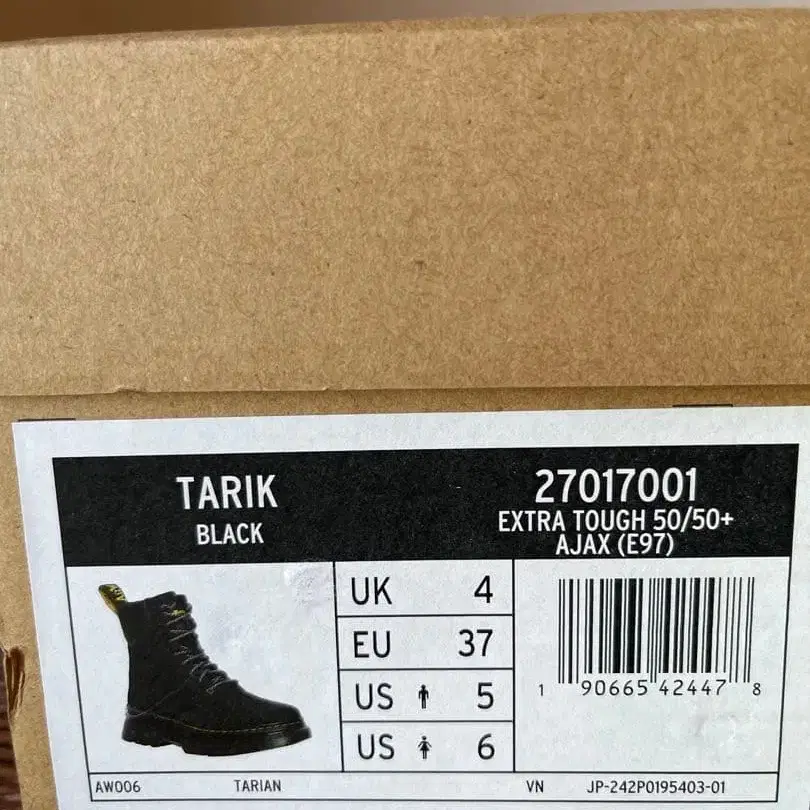 TARIK
BLACK
27017001
EXTRA TOUGH 50/50+
AJAX (E97)
UK 4
EU 37
US 5
US 6
1 90665 42447 8
AW006 TARIAN VN JP-242P0195403-01